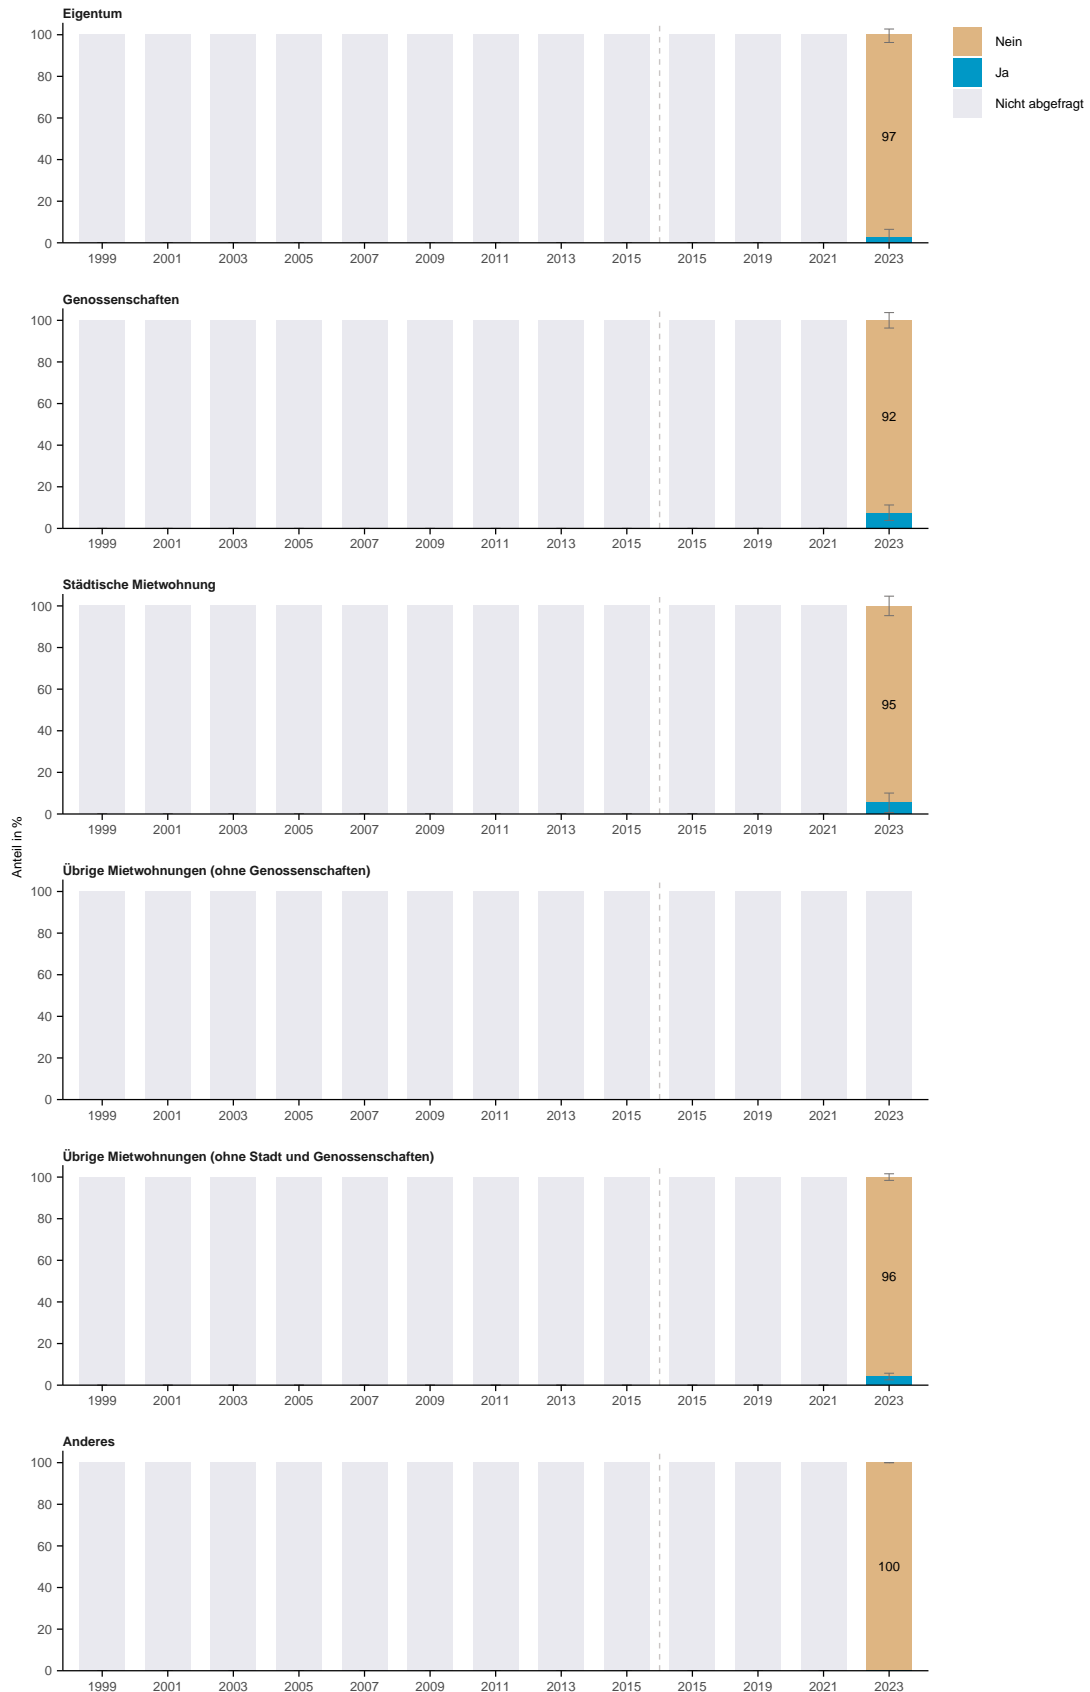 Eigentum
100
80
60
40
20
0
97
1999 2001 2003 2005 2007 2009 2011 2013 2015 2015 2019 2021 2023
Nein
Ja
Nicht abgefragt
Genossenschaften
100
80
60
40
20
0
92
1999 2001 2003 2005 2007 2009 2011 2013 2015 2015 2019 2021 2023
Städtische Mietwohnung
100
80
60
40
20
0
95
1999 2001 2003 2005 2007 2009 2011 2013 2015 2015 2019 2021 2023
Anteil in %
Übrige Mietwohnungen (ohne Genossenschaften)
100
80
60
40
20
0
1999 2001 2003 2005 2007 2009 2011 2013 2015 2015 2019 2021 2023
Übrige Mietwohnungen (ohne Stadt und Genossenschaften)
100
80
60
40
20
0
96
1999 2001 2003 2005 2007 2009 2011 2013 2015 2015 2019 2021 2023
Anderes
100
80
60
40
20
0
100
1999 2001 2003 2005 2007 2009 2011 2013 2015 2015 2019 2021 2023